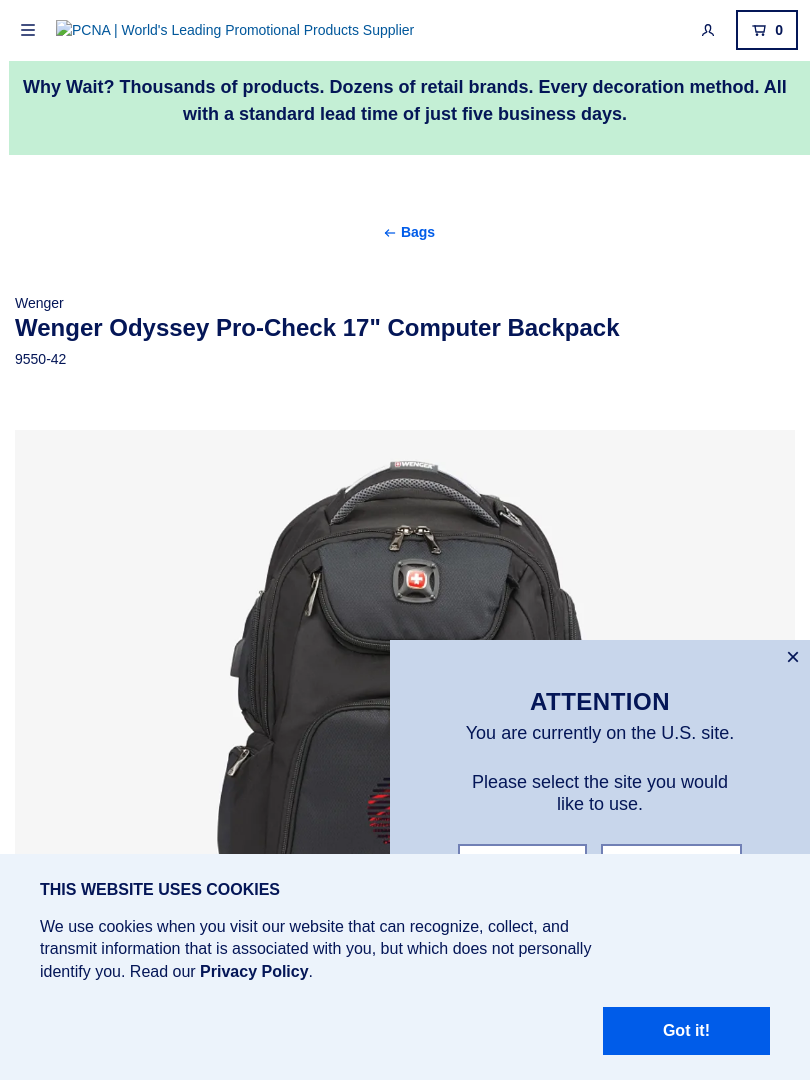 PCNA | World's Leading Promotional Products Supplier
0
Why Wait? Thousands of products. Dozens of retail brands. Every decoration method. All
with a standard lead time of just five business days.
Bags
Wenger
Wenger Odyssey Pro-Check 17" Computer Backpack
9550-42
WENGER
ATTENTION
You are currently on the U.S. site.
Please select the site you would
like to use.
THIS WEBSITE USES COOKIES
We use cookies when you visit our website that can recognize, collect, and
transmit information that is associated with you, but which does not personally
identify you. Read our Privacy Policy.
Got it!